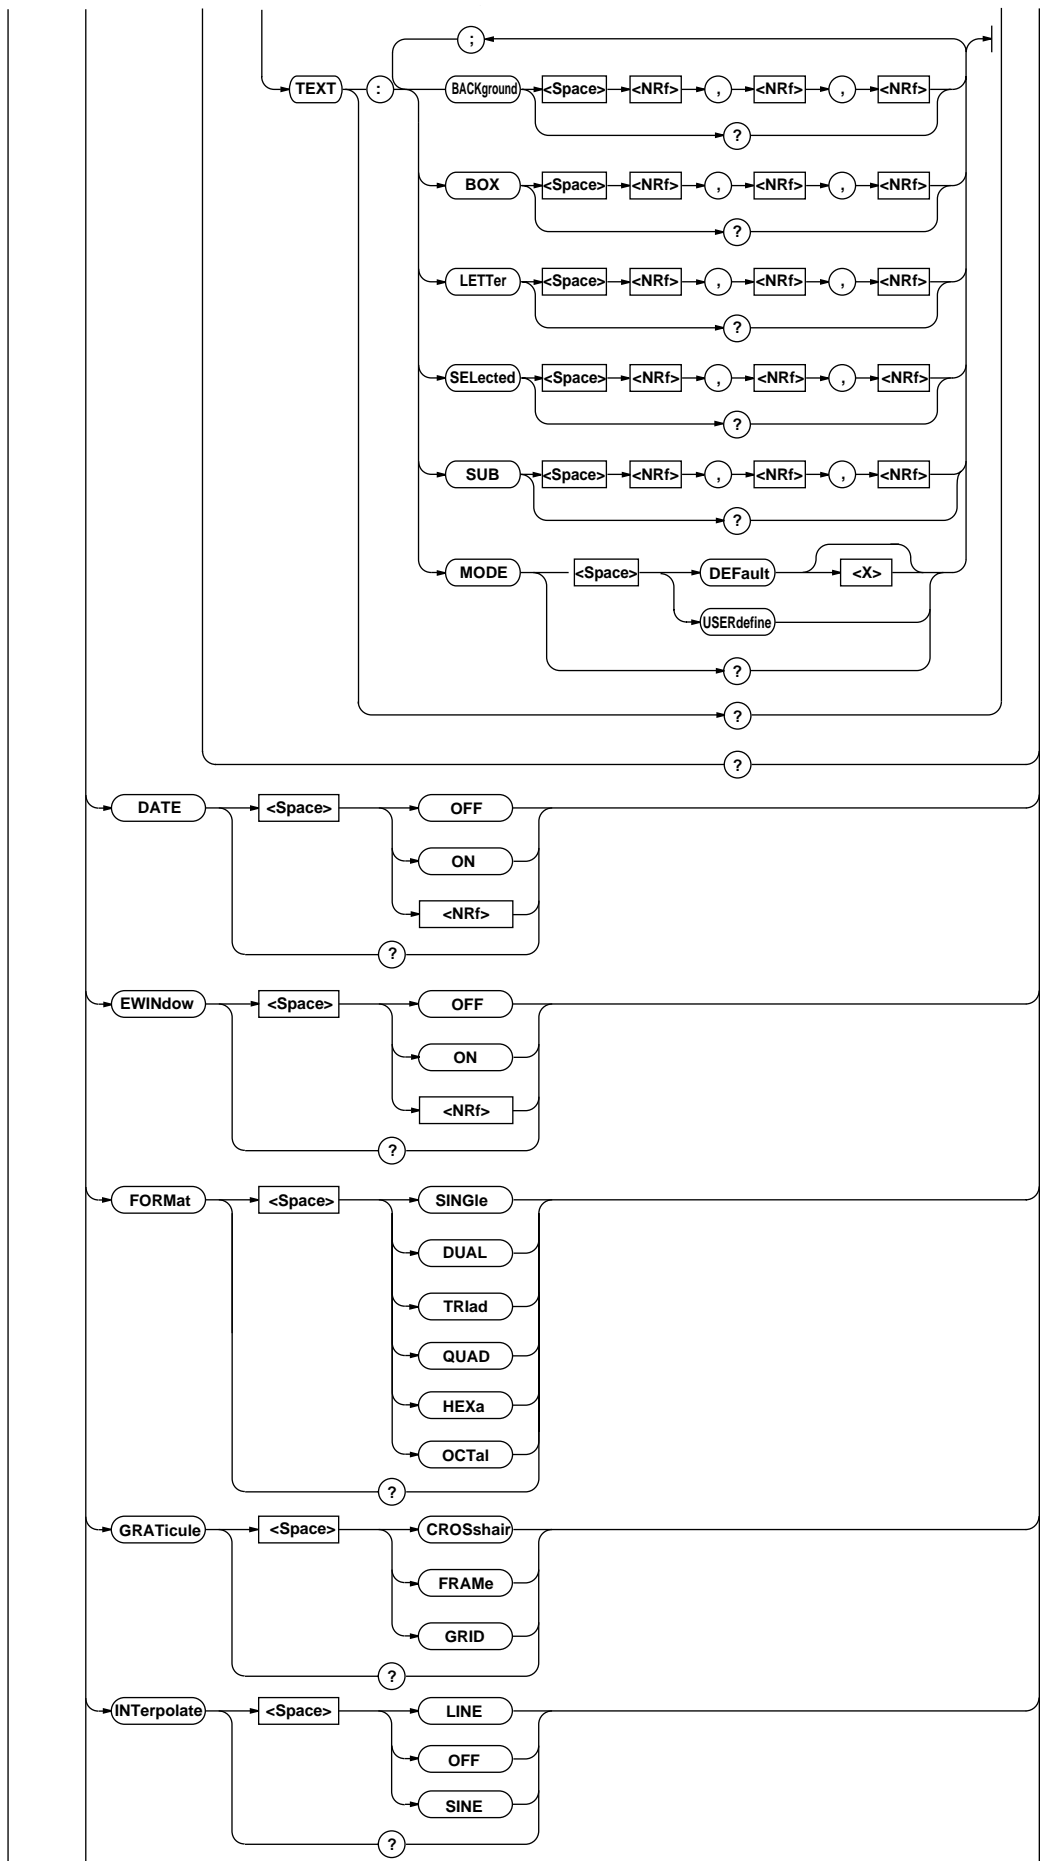 ;
TEXT : BACKground <Space> <NRf> , <NRf> , <NRf>
?
BOX <Space> <NRf> , <NRf> , <NRf>
?
LETTer <Space> <NRf> , <NRf> , <NRf>
?
SELected <Space> <NRf> , <NRf> , <NRf>
?
SUB <Space> <NRf> , <NRf> , <NRf>
?
MODE <Space> DEFault <X>
USERdefine
?
?
?
DATE <Space> OFF
ON
<NRf>
?
EWINdow <Space> OFF
ON
<NRf>
?
FORMat <Space> SINGle
DUAL
TRIad
QUAD
HEXa
OCTal
?
GRATicule <Space> CROSshair
FRAMe
GRID
?
INTerpolate <Space> LINE
OFF
SINE
?